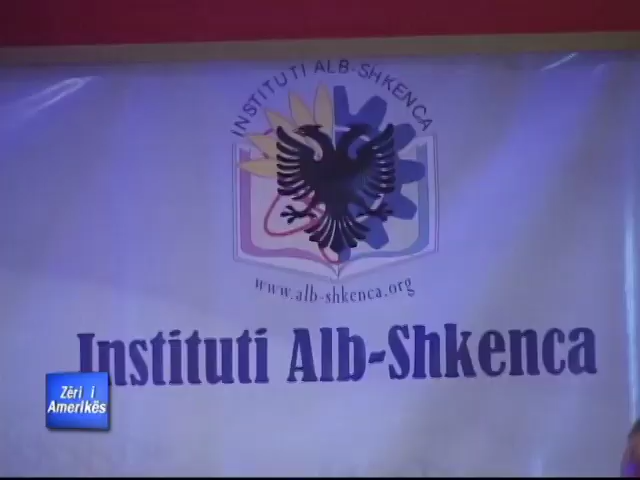 INSTITUTI ALB-SHKENCA
www.alb-shkenca.org
Instituti Alb-Shkenca
Zëri i
Amerikës